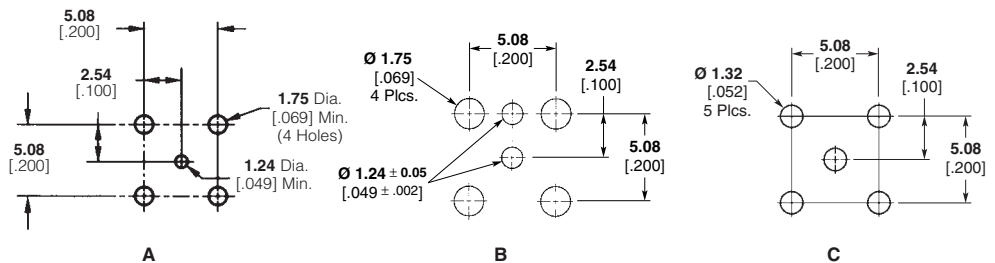 5.08
[.200]
2.54
[.100]
5.08
[.200]
1.75 Dia.
[.069] Min.
(4 Holes)
1.24 Dia.
[.049] Min.
A
Ø 1.75
[.069]
4 Plcs.
5.08
[.200]
2.54
[.100]
5.08
[.200]
Ø 1.24 ± 0.05
[.049 ± .002]
B
Ø 1.32
[.052]
5 Plcs.
5.08
[.200]
2.54
[.100]
5.08
[.200]
C